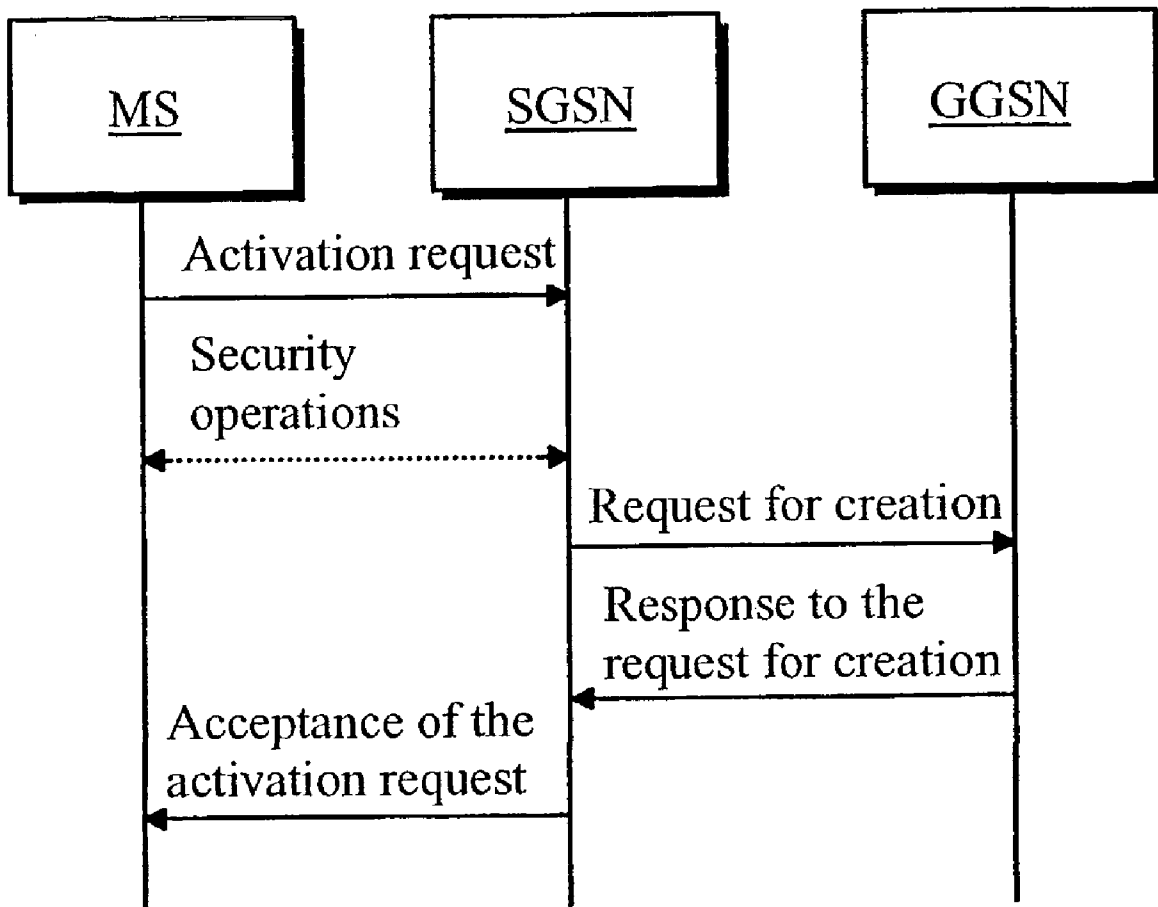 MS
SGSN
GGSN
Activation request
Security
operations
Request for creation
Response to the
request for creation
Acceptance of the
activation request